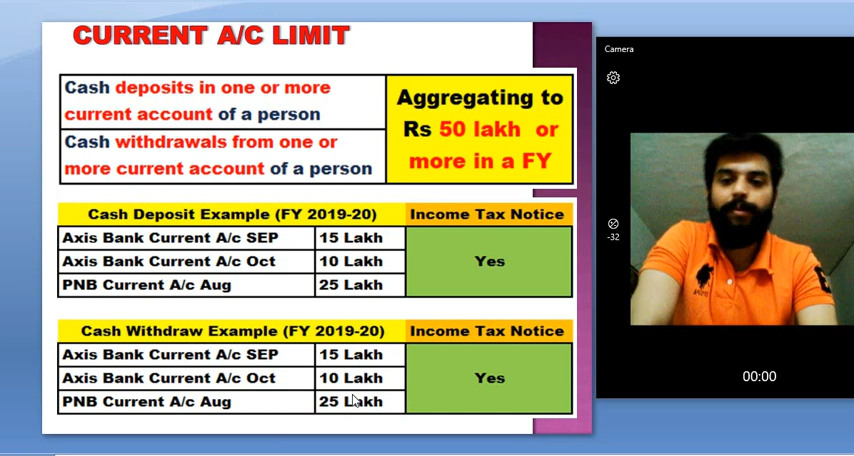 CURRENT A/C LIMIT
Cash deposits in one or more
current account of a person
Cash withdrawals from one or
more current account of a person
Aggregating to
Rs 50 lakh or
more in a FY
Cash Deposit Example (FY 2019-20) Income Tax Notice
Axis Bank Current A/c SEP 15 Lakh
Axis Bank Current A/c Oct 10 Lakh
PNB Current A/c Aug 25 Lakh
Yes
Cash Withdraw Example (FY 2019-20) Income Tax Notice
Axis Bank Current A/c SEP 15 Lakh
Axis Bank Current A/c Oct 10 Lakh
PNB Current A/c Aug 25 Lakh
Yes
Camera
-32
00:00